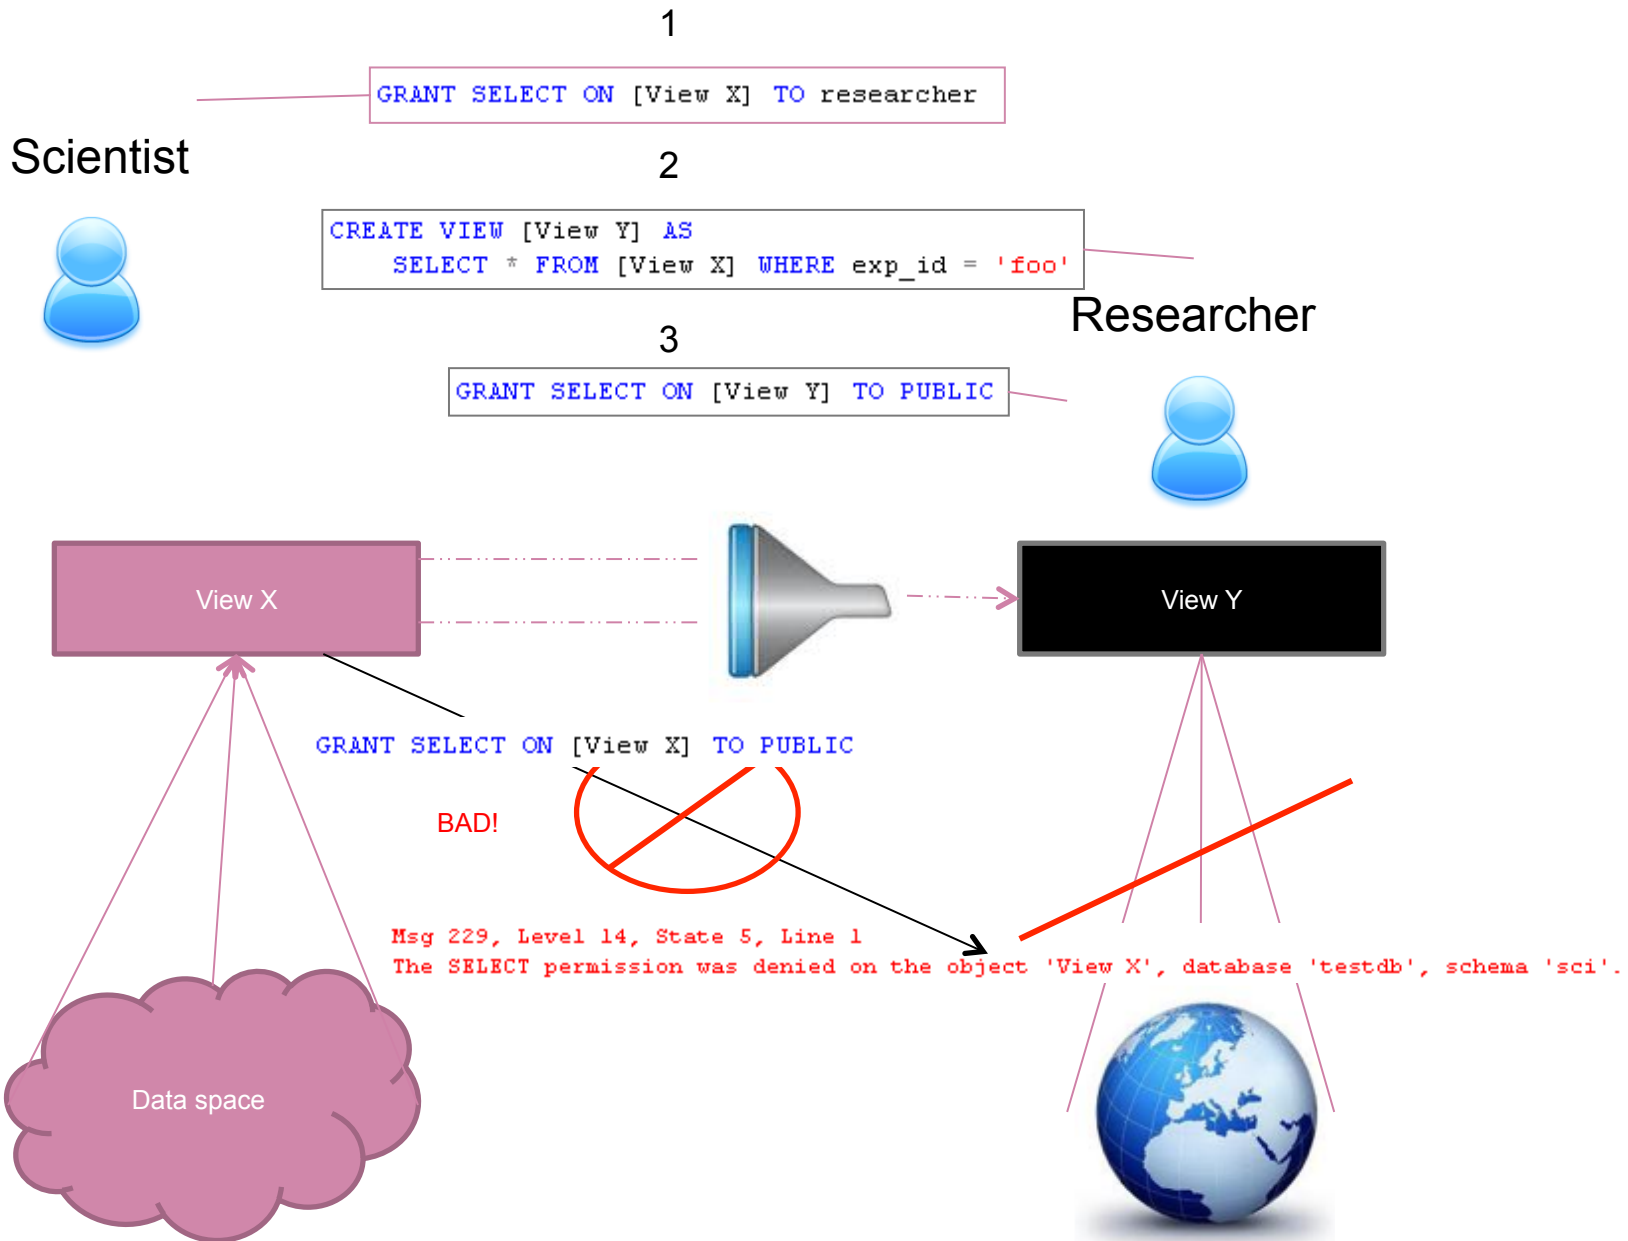 1
GRANT SELECT ON [View X] TO researcher
Scientist
2
CREATE VIEW [View Y] AS
SELECT * FROM [View X] WHERE exp_id = 'foo'
Researcher
3
GRANT SELECT ON [View Y] TO PUBLIC
View X
View Y
GRANT SELECT ON [View X] TO PUBLIC
BAD!
Msg 229, Level 14, State 5, Line 1
The SELECT permission was denied on the object 'View X', database 'testdb', schema 'sci'.
Data space